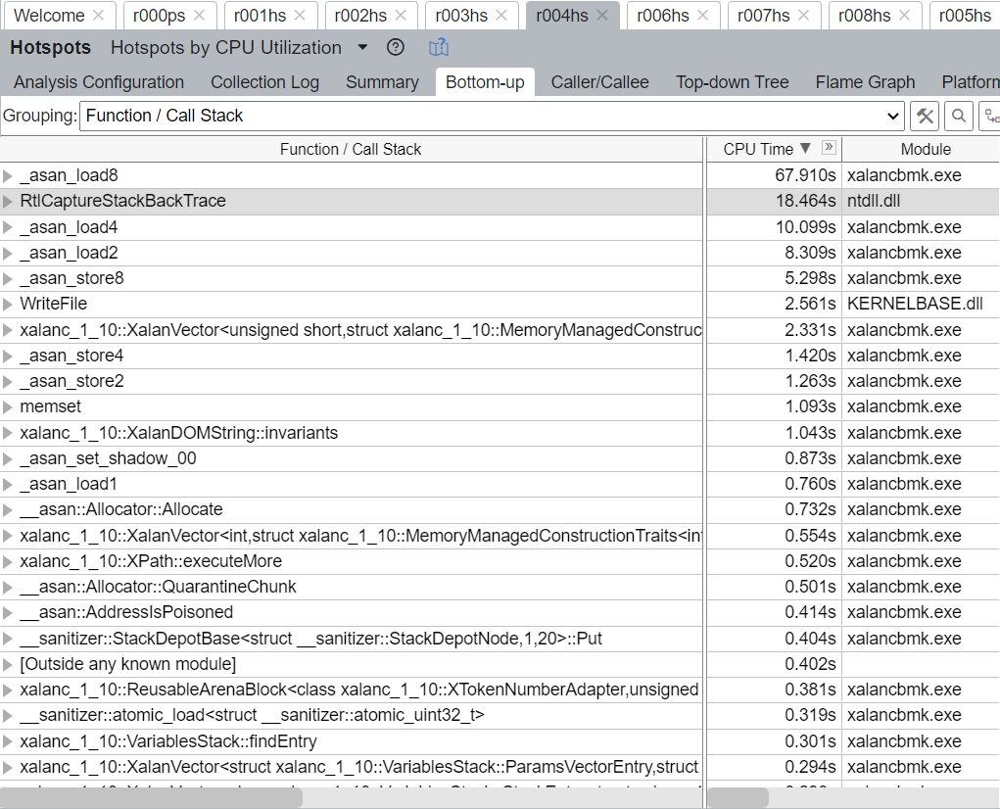 Welcome × r000ps × r001hs × r002hs × r003hs × r004hs × r006hs × r007hs × r008hs × r005hs
Hotspots Hotspots by CPU Utilization
Analysis Configuration Collection Log Summary Bottom-up Caller/Callee Top-down Tree Flame Graph Platform
Grouping: Function / Call Stack
Function / Call Stack CPU Time ▼ » Module
_asan_load8 67.910s xalancbmk.exe
RtlCaptureStackBackTrace 18.464s ntdll.dll
_asan_load4 10.099s xalancbmk.exe
_asan_load2 8.309s xalancbmk.exe
_asan_store8 5.298s xalancbmk.exe
WriteFile 2.561s KERNELBASE.dll
xalanc_1_10::XalanVector<unsigned short,struct xalanc_1_10::MemoryManagedConstruc 2.331s xalancbmk.exe
_asan_store4 1.420s xalancbmk.exe
_asan_store2 1.263s xalancbmk.exe
memset 1.093s xalancbmk.exe
xalanc_1_10::XalanDOMString::invariants 1.043s xalancbmk.exe
_asan_set_shadow_00 0.873s xalancbmk.exe
_asan_load1 0.760s xalancbmk.exe
__asan::Allocator::Allocate 0.732s xalancbmk.exe
xalanc_1_10::XalanVector<int,struct xalanc_1_10::MemoryManagedConstructionTraits<int 0.554s xalancbmk.exe
xalanc_1_10::XPath::executeMore 0.520s xalancbmk.exe
__asan::Allocator::QuarantineChunk 0.501s xalancbmk.exe
__asan::AddressIsPoisoned 0.414s xalancbmk.exe
__sanitizer::StackDepotBase<struct __sanitizer::StackDepotNode,1,20>::Put 0.404s xalancbmk.exe
[Outside any known module] 0.402s
xalanc_1_10::ReusableArenaBlock<class xalanc_1_10::XTokenNumberAdapter,unsigned 0.381s xalancbmk.exe
__sanitizer::atomic_load<struct __sanitizer::atomic_uint32_t> 0.319s xalancbmk.exe
xalanc_1_10::VariablesStack::findEntry 0.301s xalancbmk.exe
xalanc_1_10::XalanVector<struct xalanc_1_10::VariablesStack::ParamsVectorEntry,struct 0.294s xalancbmk.exe